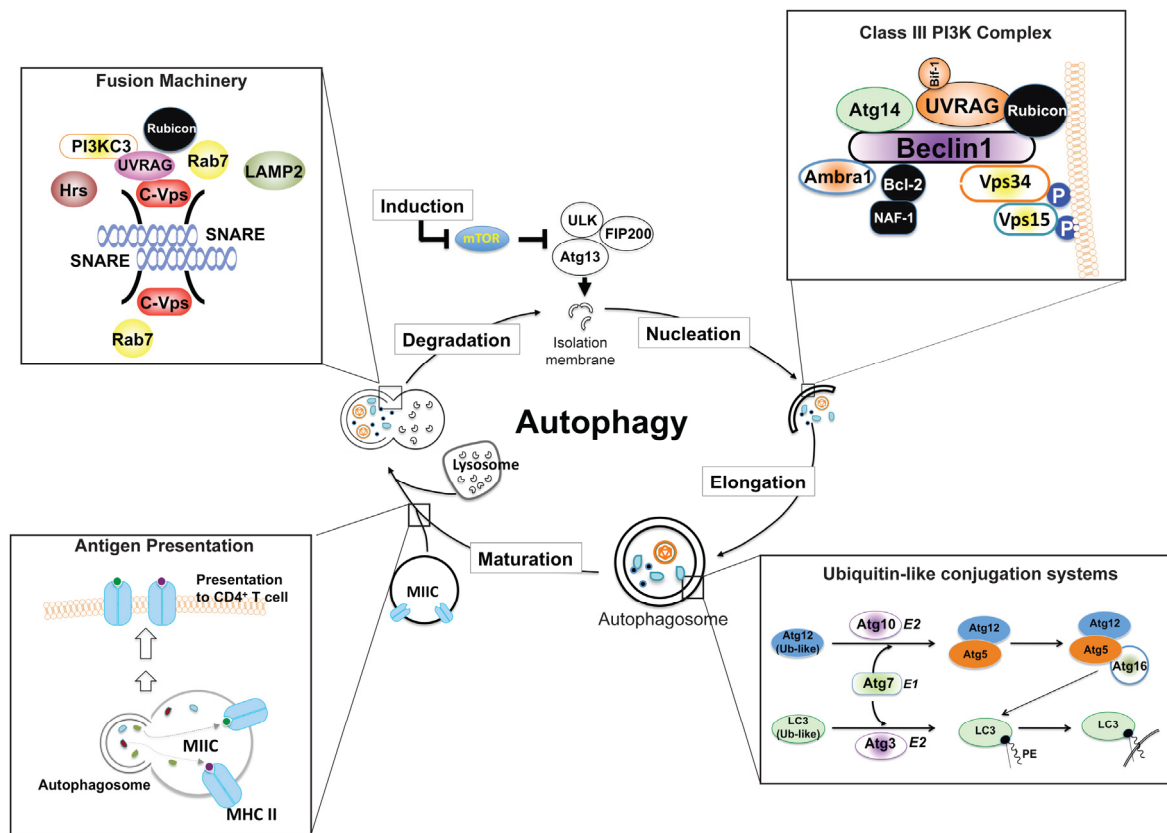 Fusion Machinery
Rubicon
PI3KC3
UVRAG
Rab7
LAMP2
Hrs
C-Vps
SNARE
SNARE
C-Vps
Rab7
Class III PI3K Complex
Bif-1
Atg14
UVRAG
Rubicon
Beclin1
Ambra1
Bcl-2
NAF-1
Vps34
P
Vps15
P
Induction
mTOR
ULK
FIP200
Atg13
Isolation
membrane
Degradation
Nucleation
Autophagy
Lysosome
Elongation
Maturation
MIIC
Autophagosome
Antigen Presentation
Presentation
to CD4⁺ T cell
MIIC
Autophagosome
MHC II
Ubiquitin-like conjugation systems
Atg12
(Ub-like)
Atg10
E2
Atg12
Atg5
Atg12
Atg5
Atg16
Atg7
E1
LC3
(Ub-like)
Atg3
E2
LC3
PE
LC3